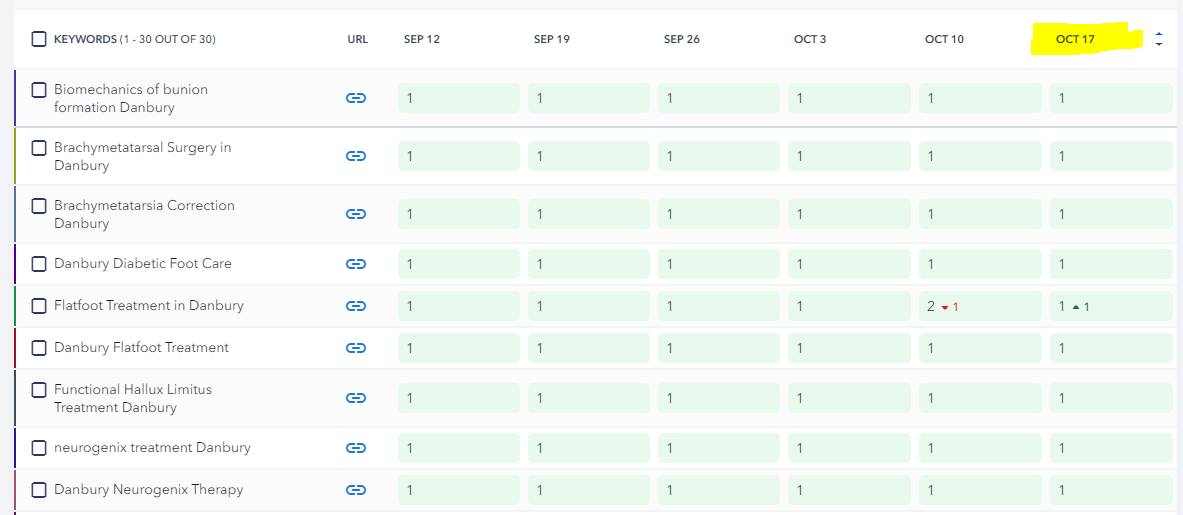 KEYWORDS (1 - 30 OUT OF 30) URL SEP 12 SEP 19 SEP 26 OCT 3 OCT 10 OCT 17
Biomechanics of bunion
formation Danbury 1 1 1 1 1 1
Brachymetatarsal Surgery in
Danbury 1 1 1 1 1 1
Brachymetatarsia Correction
Danbury 1 1 1 1 1 1
Danbury Diabetic Foot Care 1 1 1 1 1 1
Flatfoot Treatment in Danbury 1 1 1 1 2 1 1 1
Danbury Flatfoot Treatment 1 1 1 1 1 1
Functional Hallux Limitus
Treatment Danbury 1 1 1 1 1 1
neurogenix treatment Danbury 1 1 1 1 1 1
Danbury Neurogenix Therapy 1 1 1 1 1 1